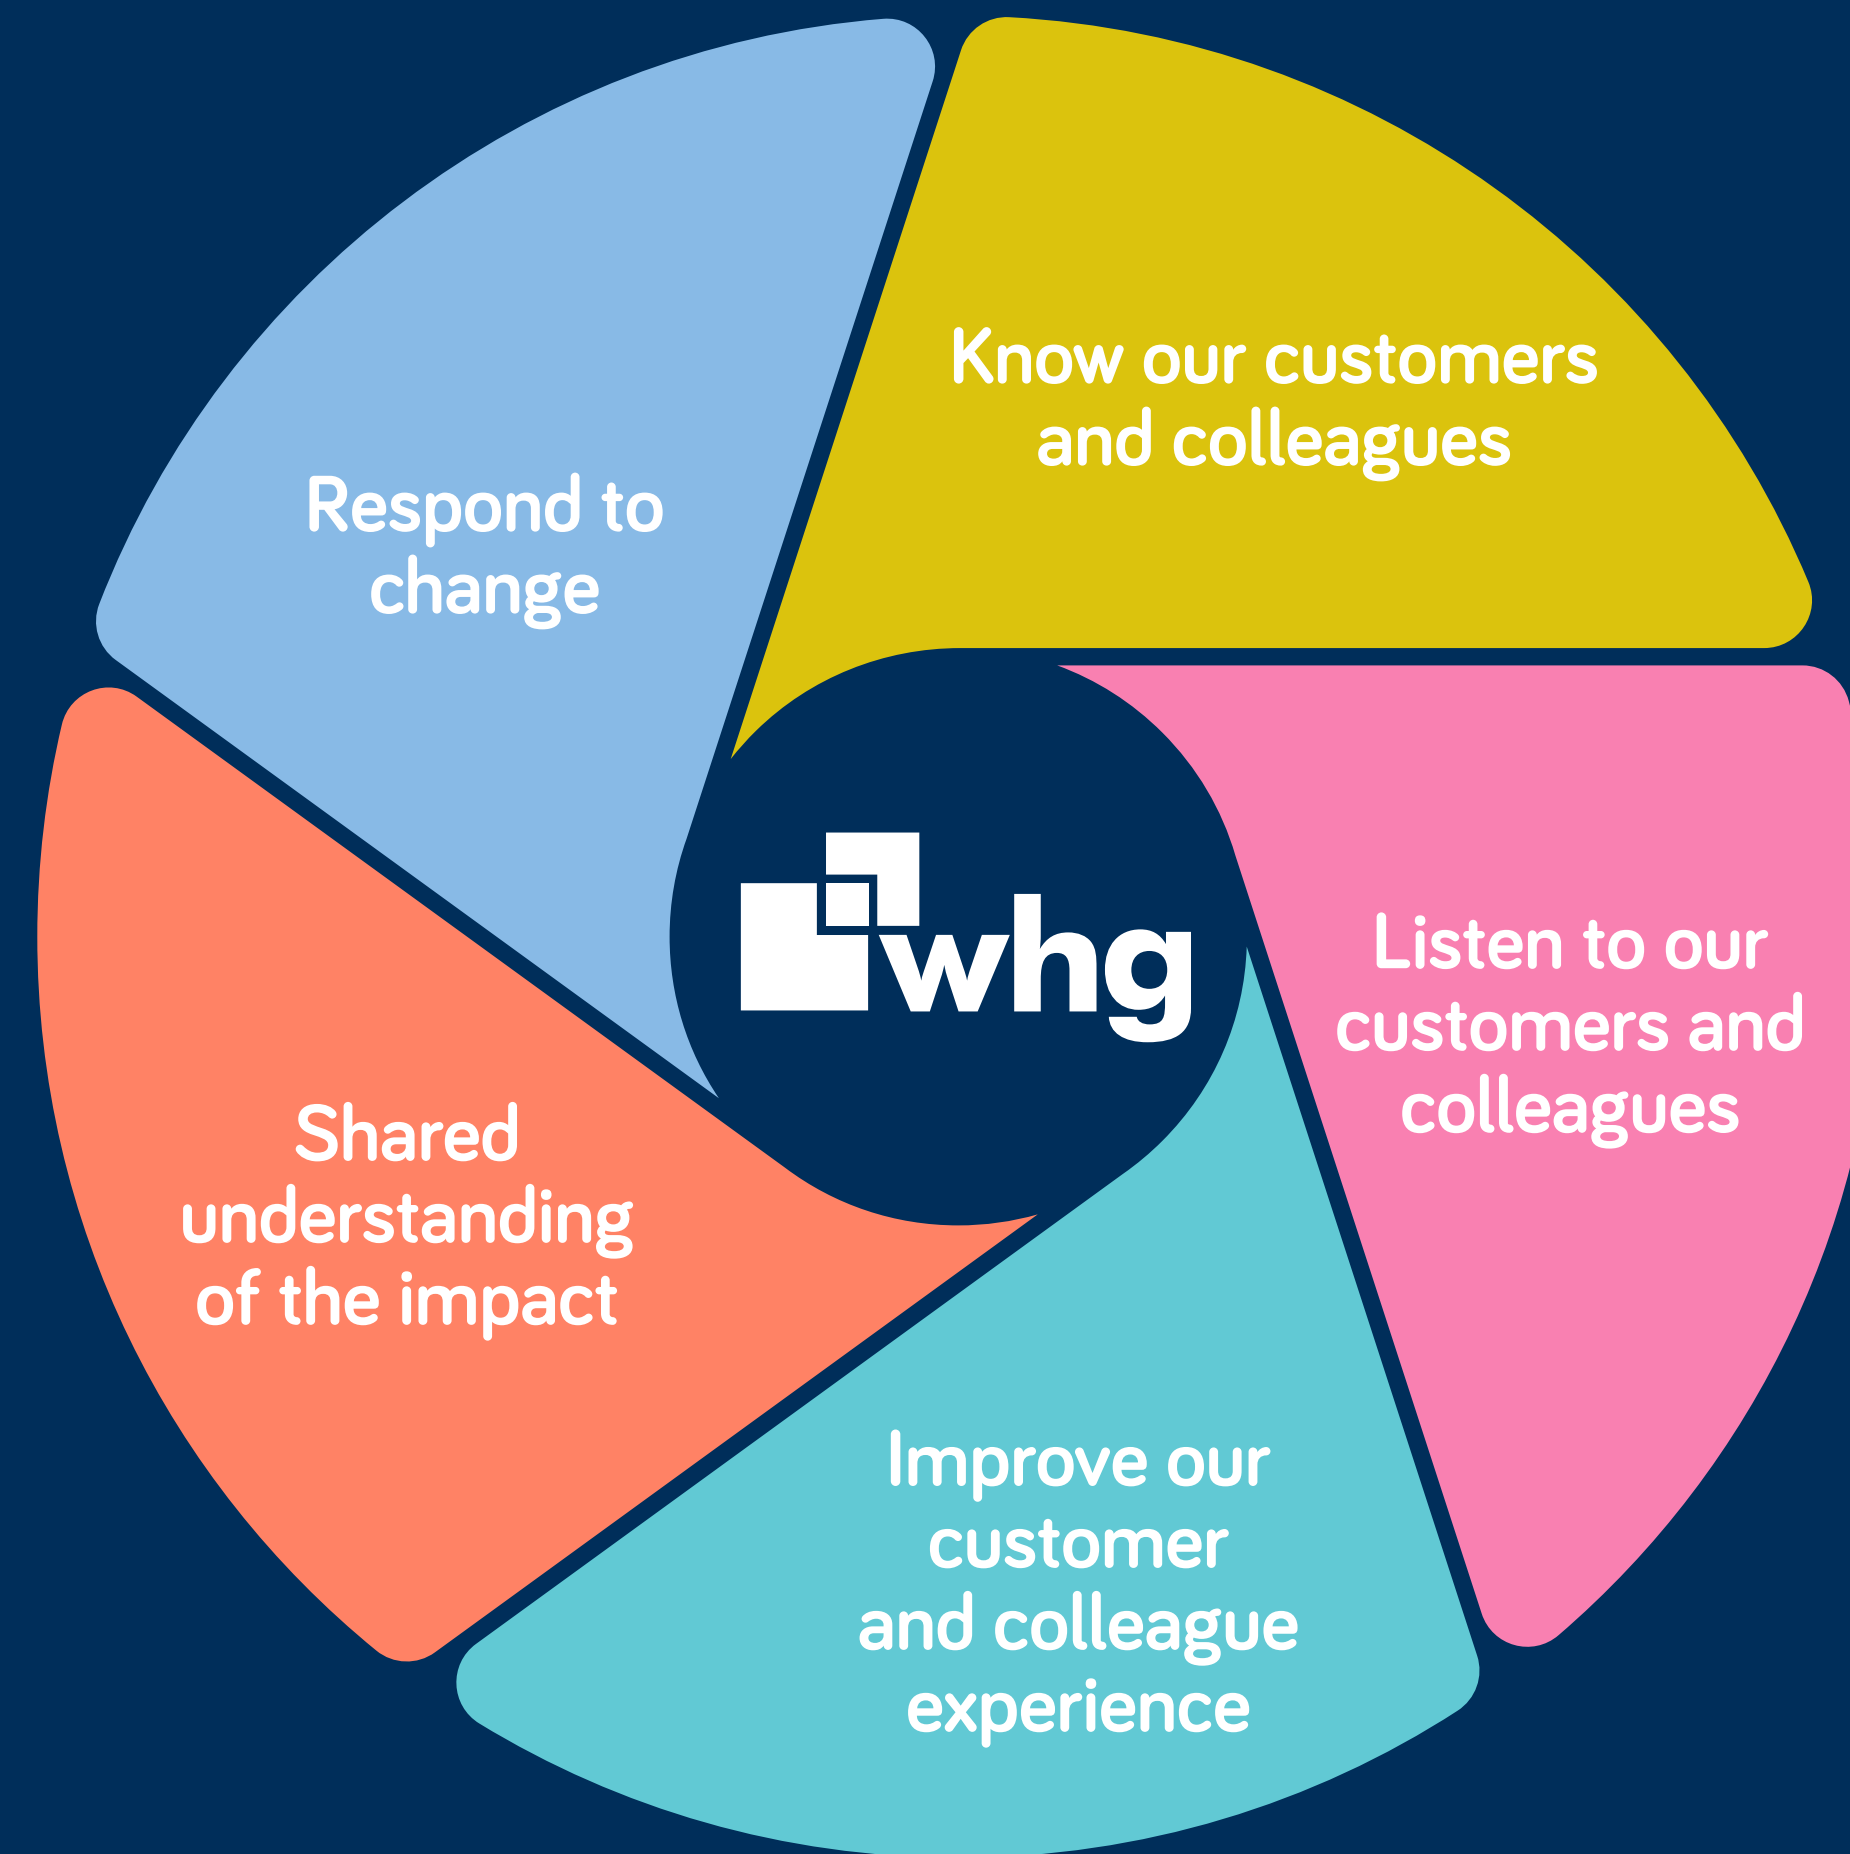 Know our customers
and colleagues
Respond to
change
whg
Listen to our
customers and
colleagues
Shared
understanding
of the impact
Improve our
customer
and colleague
experience